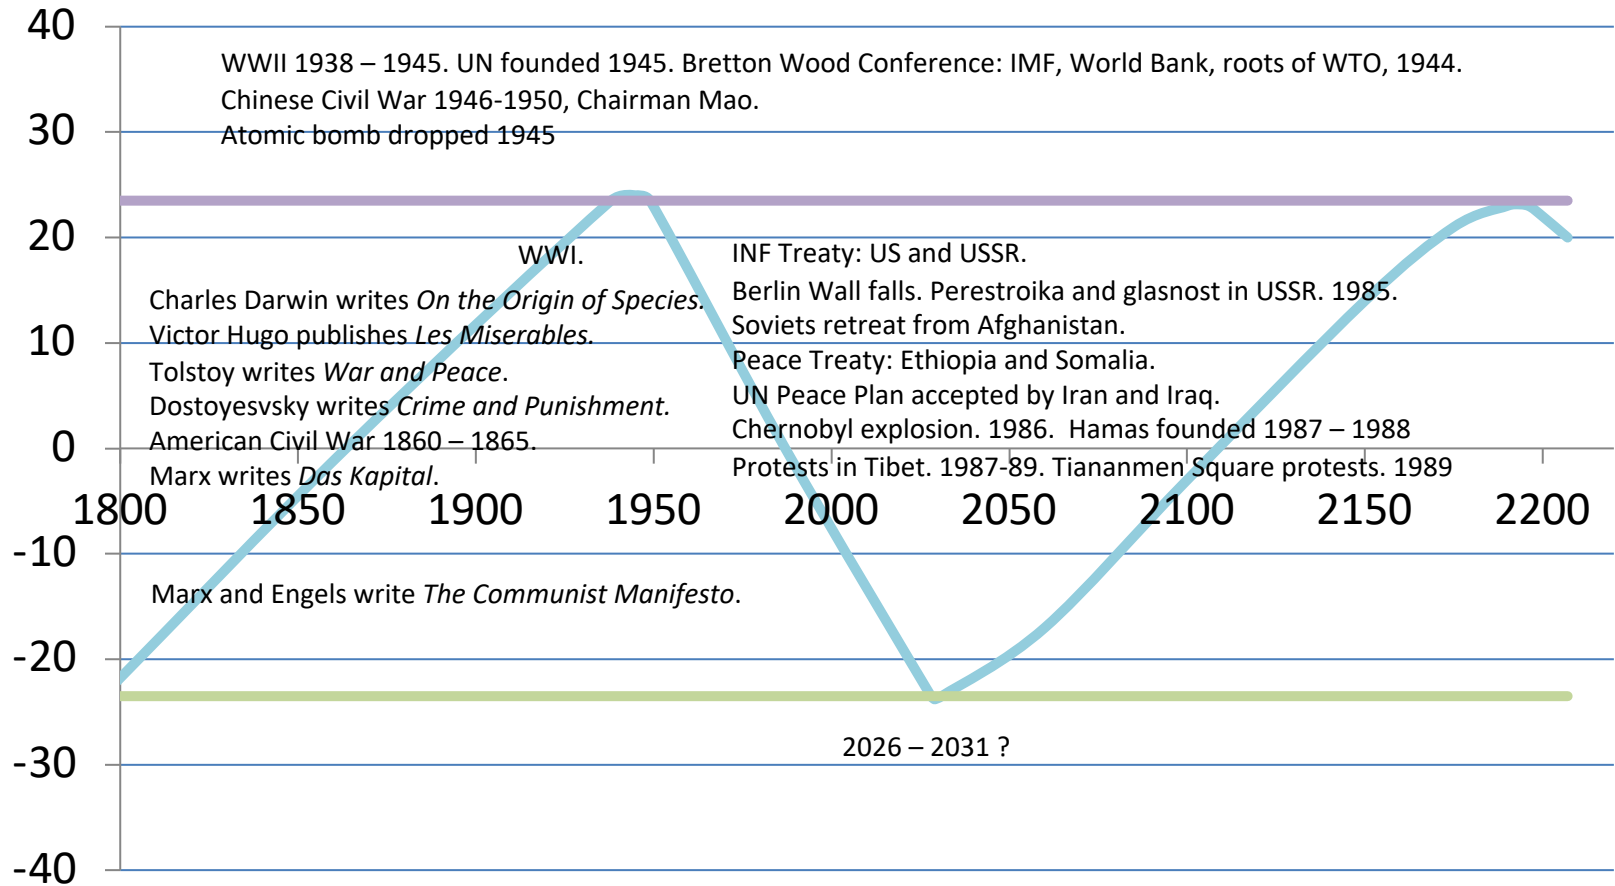 40
WWII 1938 – 1945. UN founded 1945. Bretton Wood Conference: IMF, World Bank, roots of WTO, 1944.
Chinese Civil War 1946-1950, Chairman Mao.
30
Atomic bomb dropped 1945
20
WWI.
INF Treaty: US and USSR.
Charles Darwin writes On the Origin of Species.
Berlin Wall falls. Perestroika and glasnost in USSR. 1985.
Victor Hugo publishes Les Miserables.
Soviets retreat from Afghanistan.
10
Tolstoy writes War and Peace.
Peace Treaty: Ethiopia and Somalia.
Dostoyesvsky writes Crime and Punishment.
UN Peace Plan accepted by Iran and Iraq.
American Civil War 1860 – 1865.
Chernobyl explosion. 1986.  Hamas founded 1987 – 1988
0
Marx writes Das Kapital.
Protests in Tibet. 1987-89. Tiananmen Square protests. 1989
1800 1850 1900 1950 2000 2050 2100 2150 2200
-10
Marx and Engels write The Communist Manifesto.
-20
2026 – 2031 ?
-30
-40